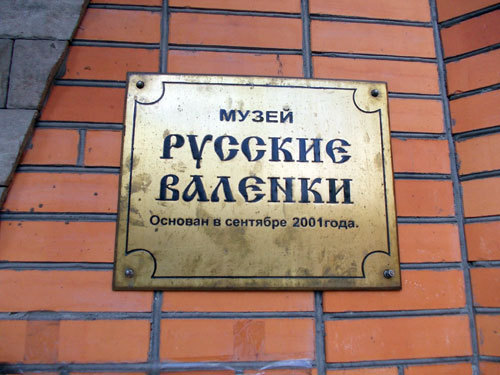 МУЗЕЙ
РУССКИЕ
ВАЛЕНКИ
Основан в сентябре 2001года.